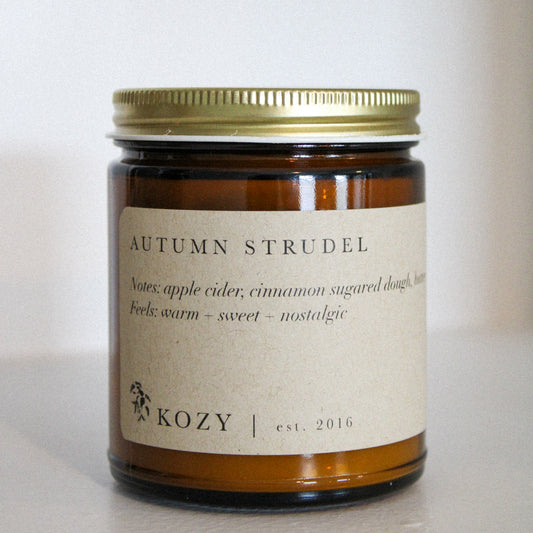 AUTUMN STRUDEL
Notes: apple cider, cinnamon sugared dough,
Feels: warm + sweet + nostalgic
KOZY | est. 2016